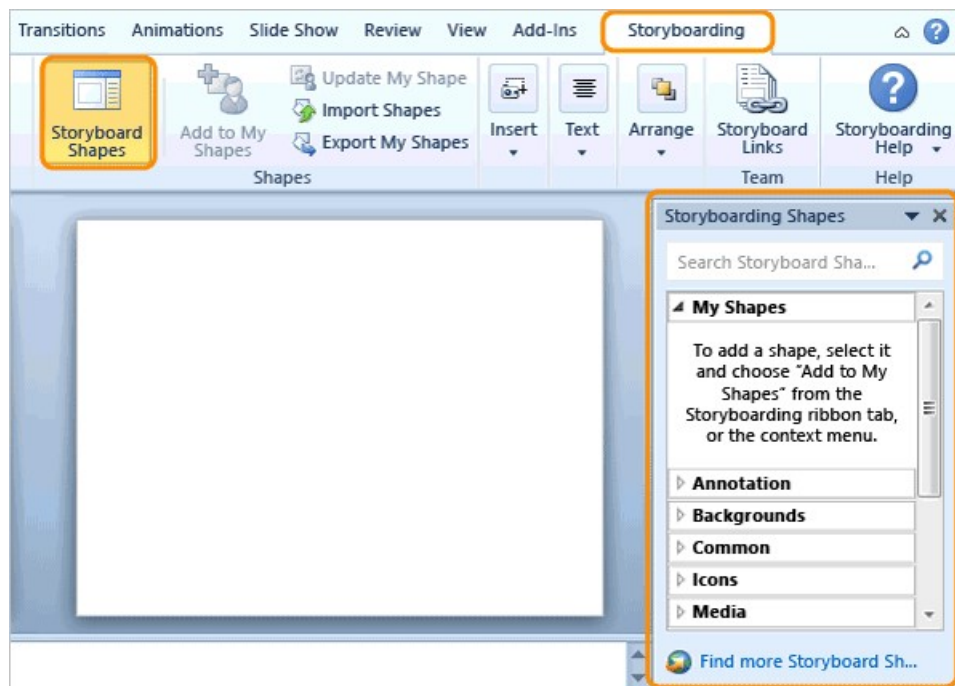 Transitions Animations Slide Show Review View Add-Ins Storyboarding
Storyboard
Shapes
Add to My
Shapes
Update My Shape
Import Shapes
Export My Shapes
Shapes
Insert
Text
Arrange
Storyboard
Links
Team
Storyboarding
Help
Help
Storyboarding Shapes
Search Storyboard Sha...
My Shapes
To add a shape, select it
and choose "Add to My
Shapes" from the
Storyboarding ribbon tab,
or the context menu.
Annotation
Backgrounds
Common
Icons
Media
Find more Storyboard Sh...